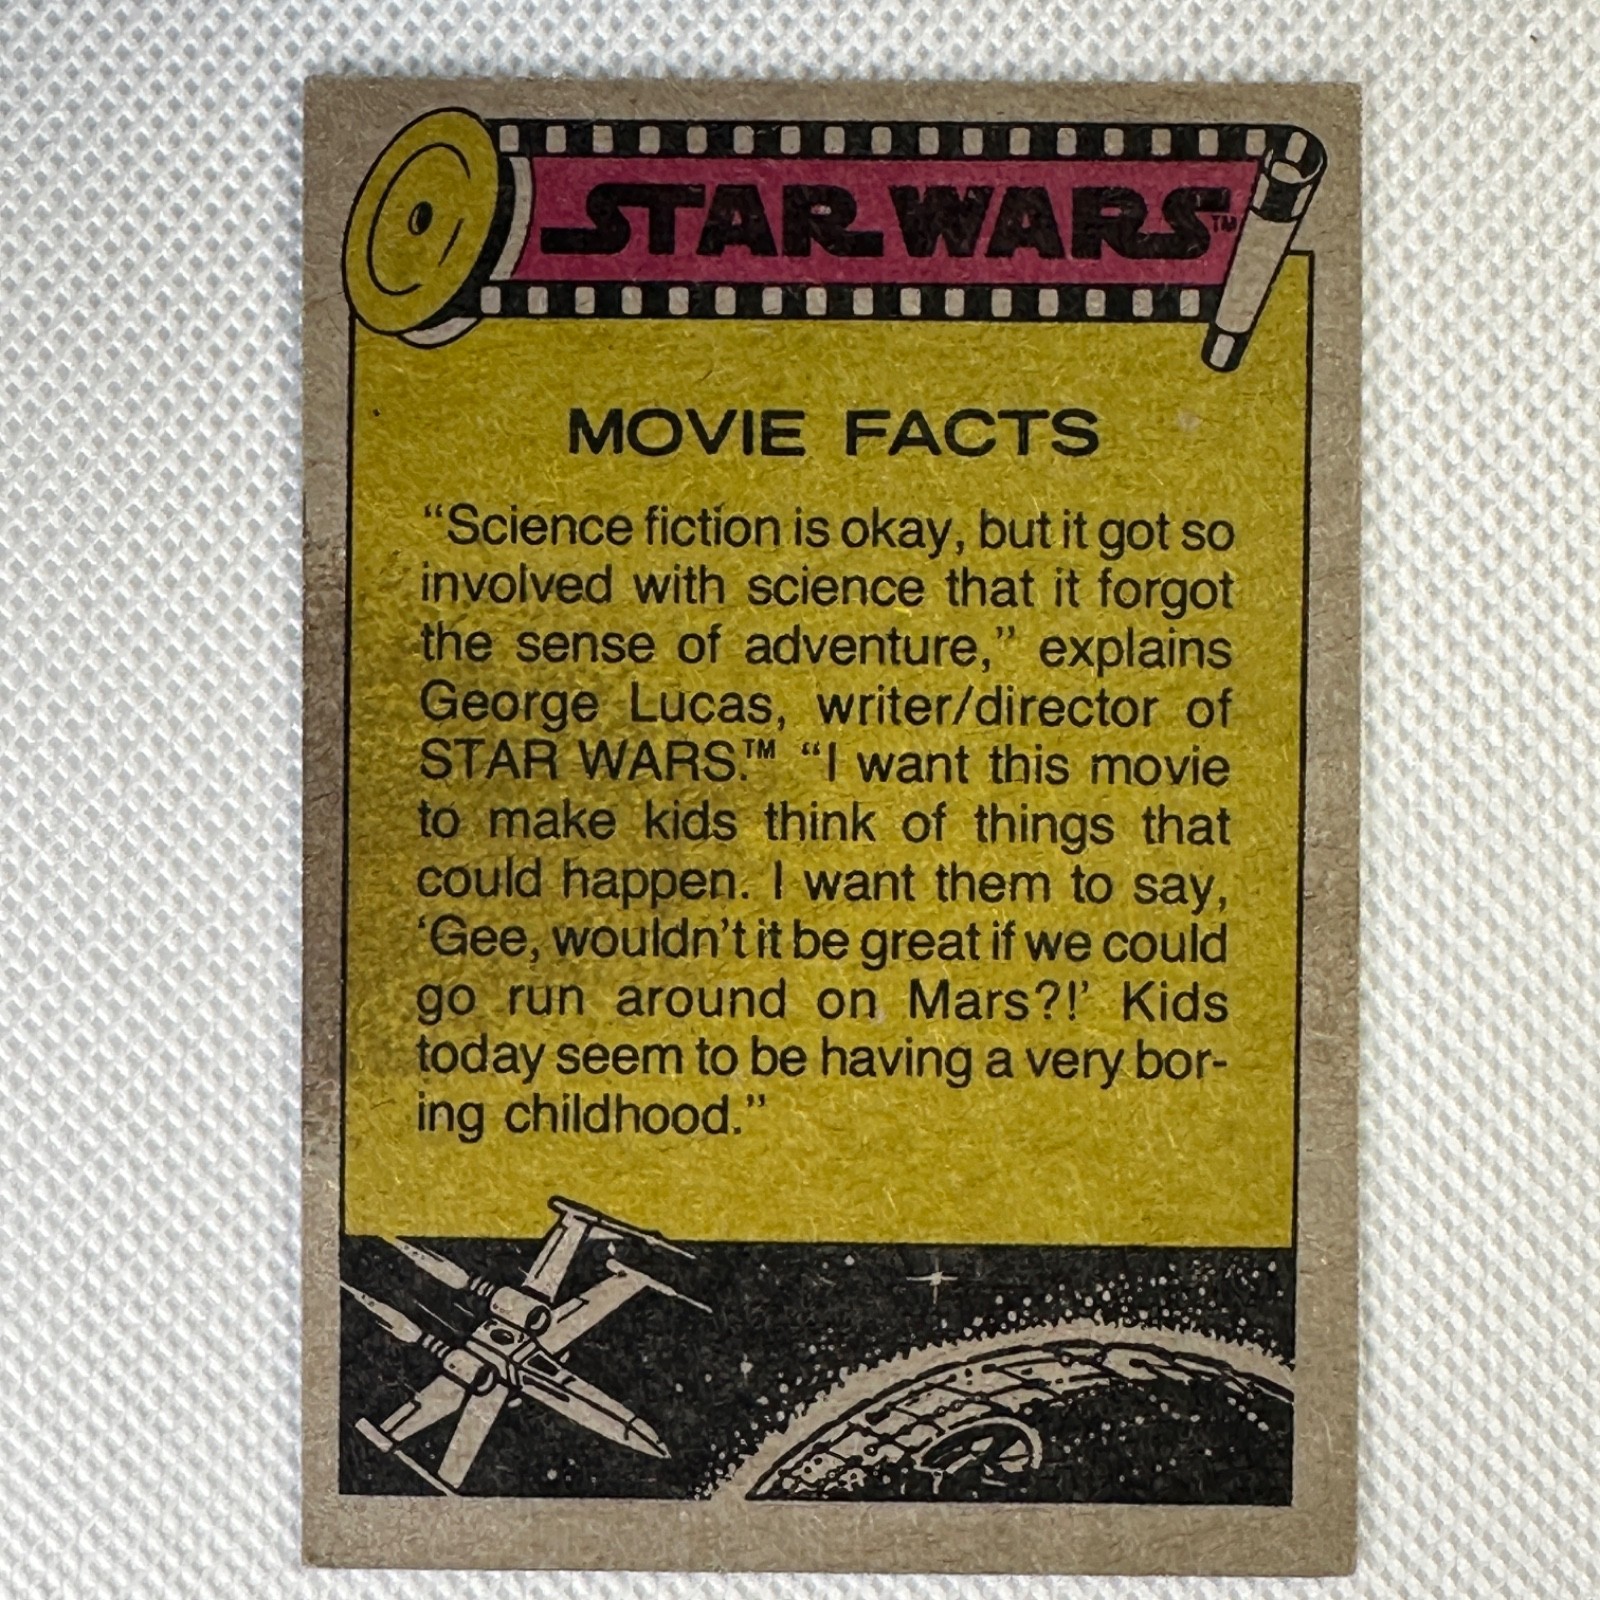 STAR WARS™
MOVIE FACTS
“Science fiction is okay, but it got so
involved with science that it forgot
the sense of adventure,” explains
George Lucas, writer/director of
STAR WARS.™ “I want this movie
to make kids think of things that
could happen. I want them to say,
‘Gee, wouldn’t it be great if we could
go run around on Mars?!’ Kids
today seem to be having a very bor-
ing childhood.”